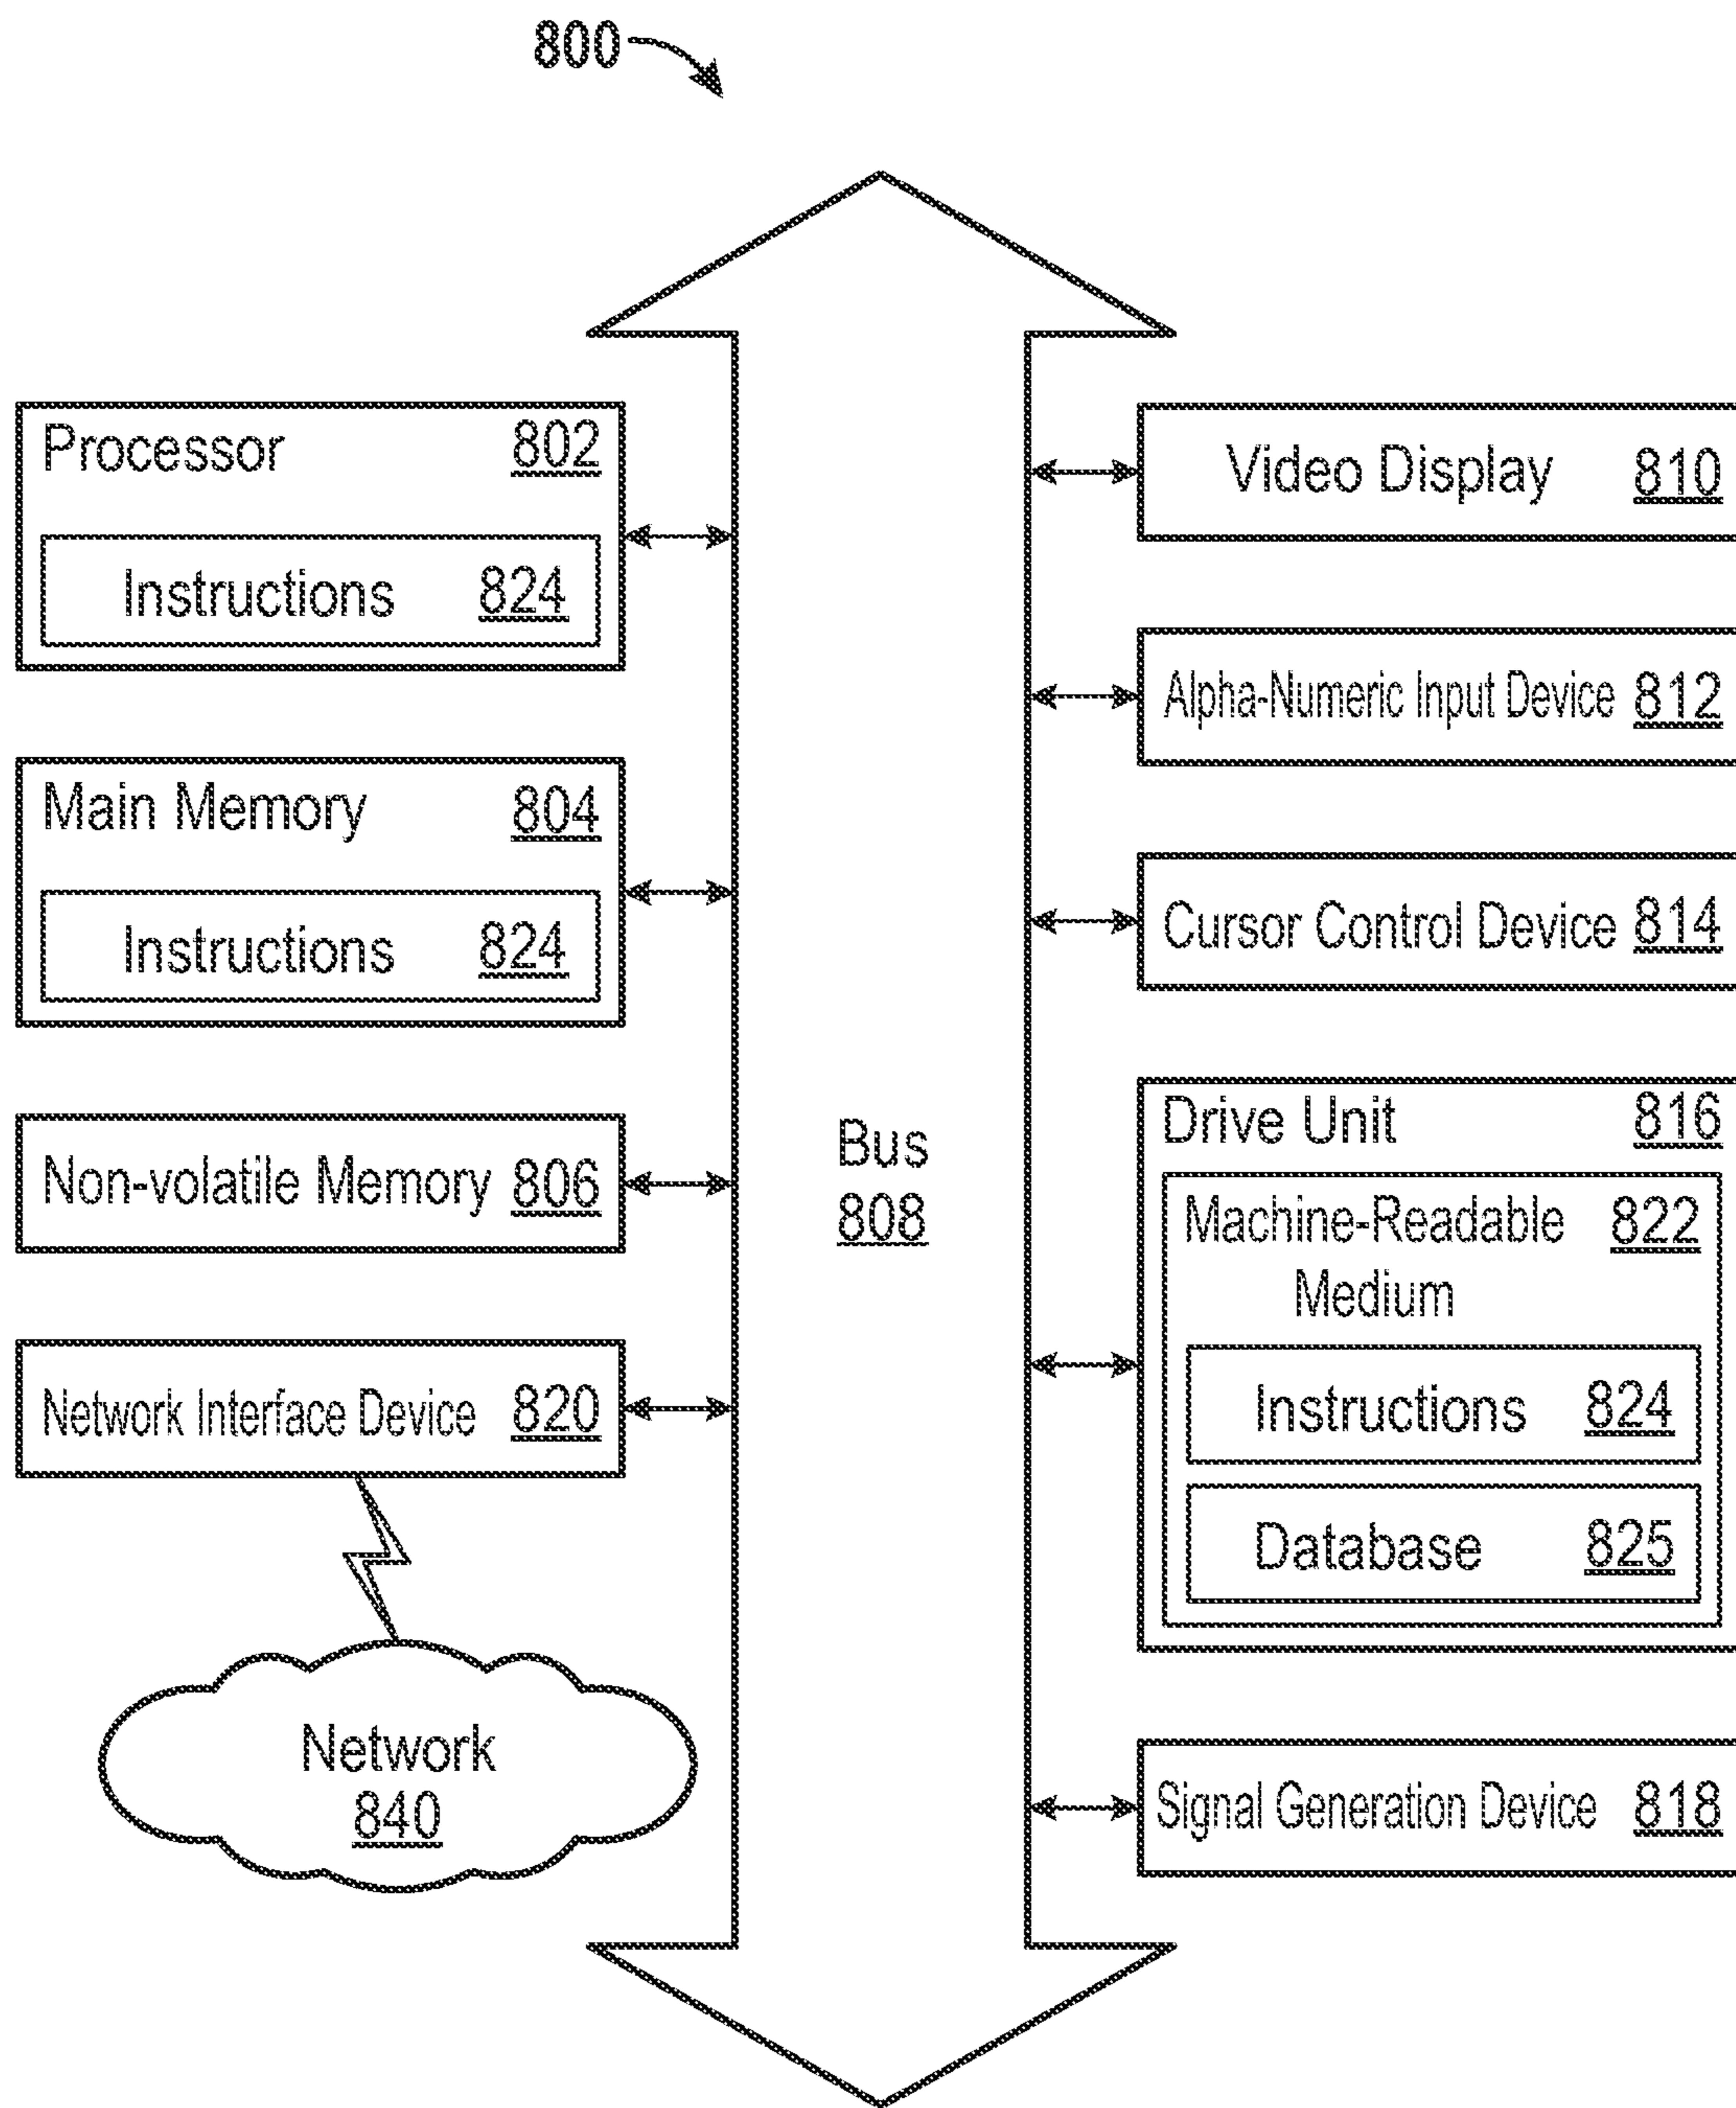 800
Processor 802
Instructions 824
Main Memory 804
Instructions 824
Non-volatile Memory 806
Network Interface Device 820
Network
840
Bus
808
Video Display 810
Alpha-Numeric Input Device 812
Cursor Control Device 814
Drive Unit 816
Machine-Readable 822
Medium
Instructions 824
Database 825
Signal Generation Device 818